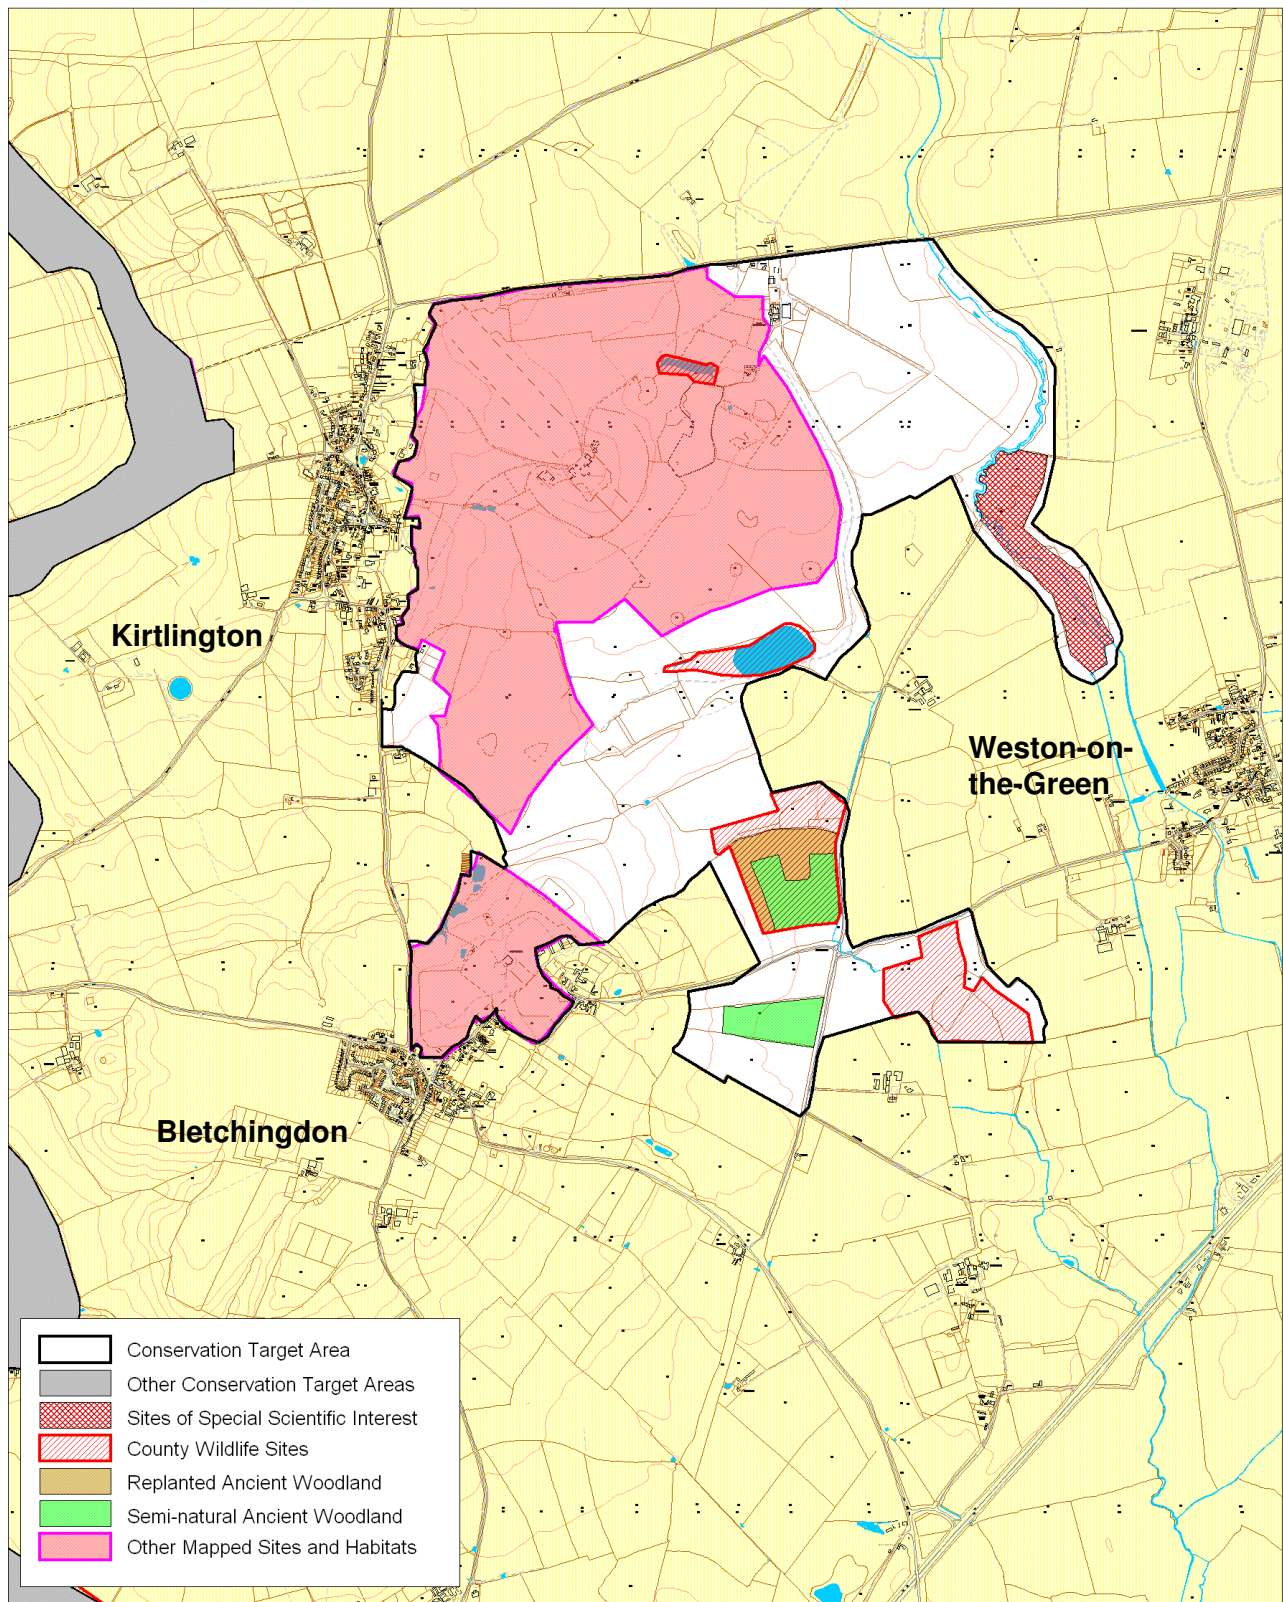 Kirtlington
Weston-on-
the-Green
Bletchingdon
Conservation Target Area
Other Conservation Target Areas
Sites of Special Scientific Interest
County Wildlife Sites
Replanted Ancient Woodland
Semi-natural Ancient Woodland
Other Mapped Sites and Habitats